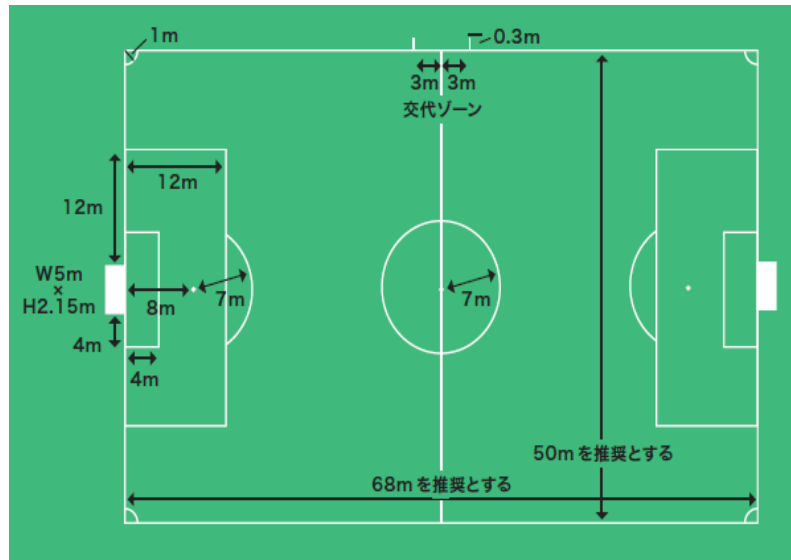 1m
0.3m
3m 3m
交代ゾーン
12m
12m
W5m
×
H2.15m
8m
7m
7m
4m
4m
50mを推奨とする
68mを推奨とする